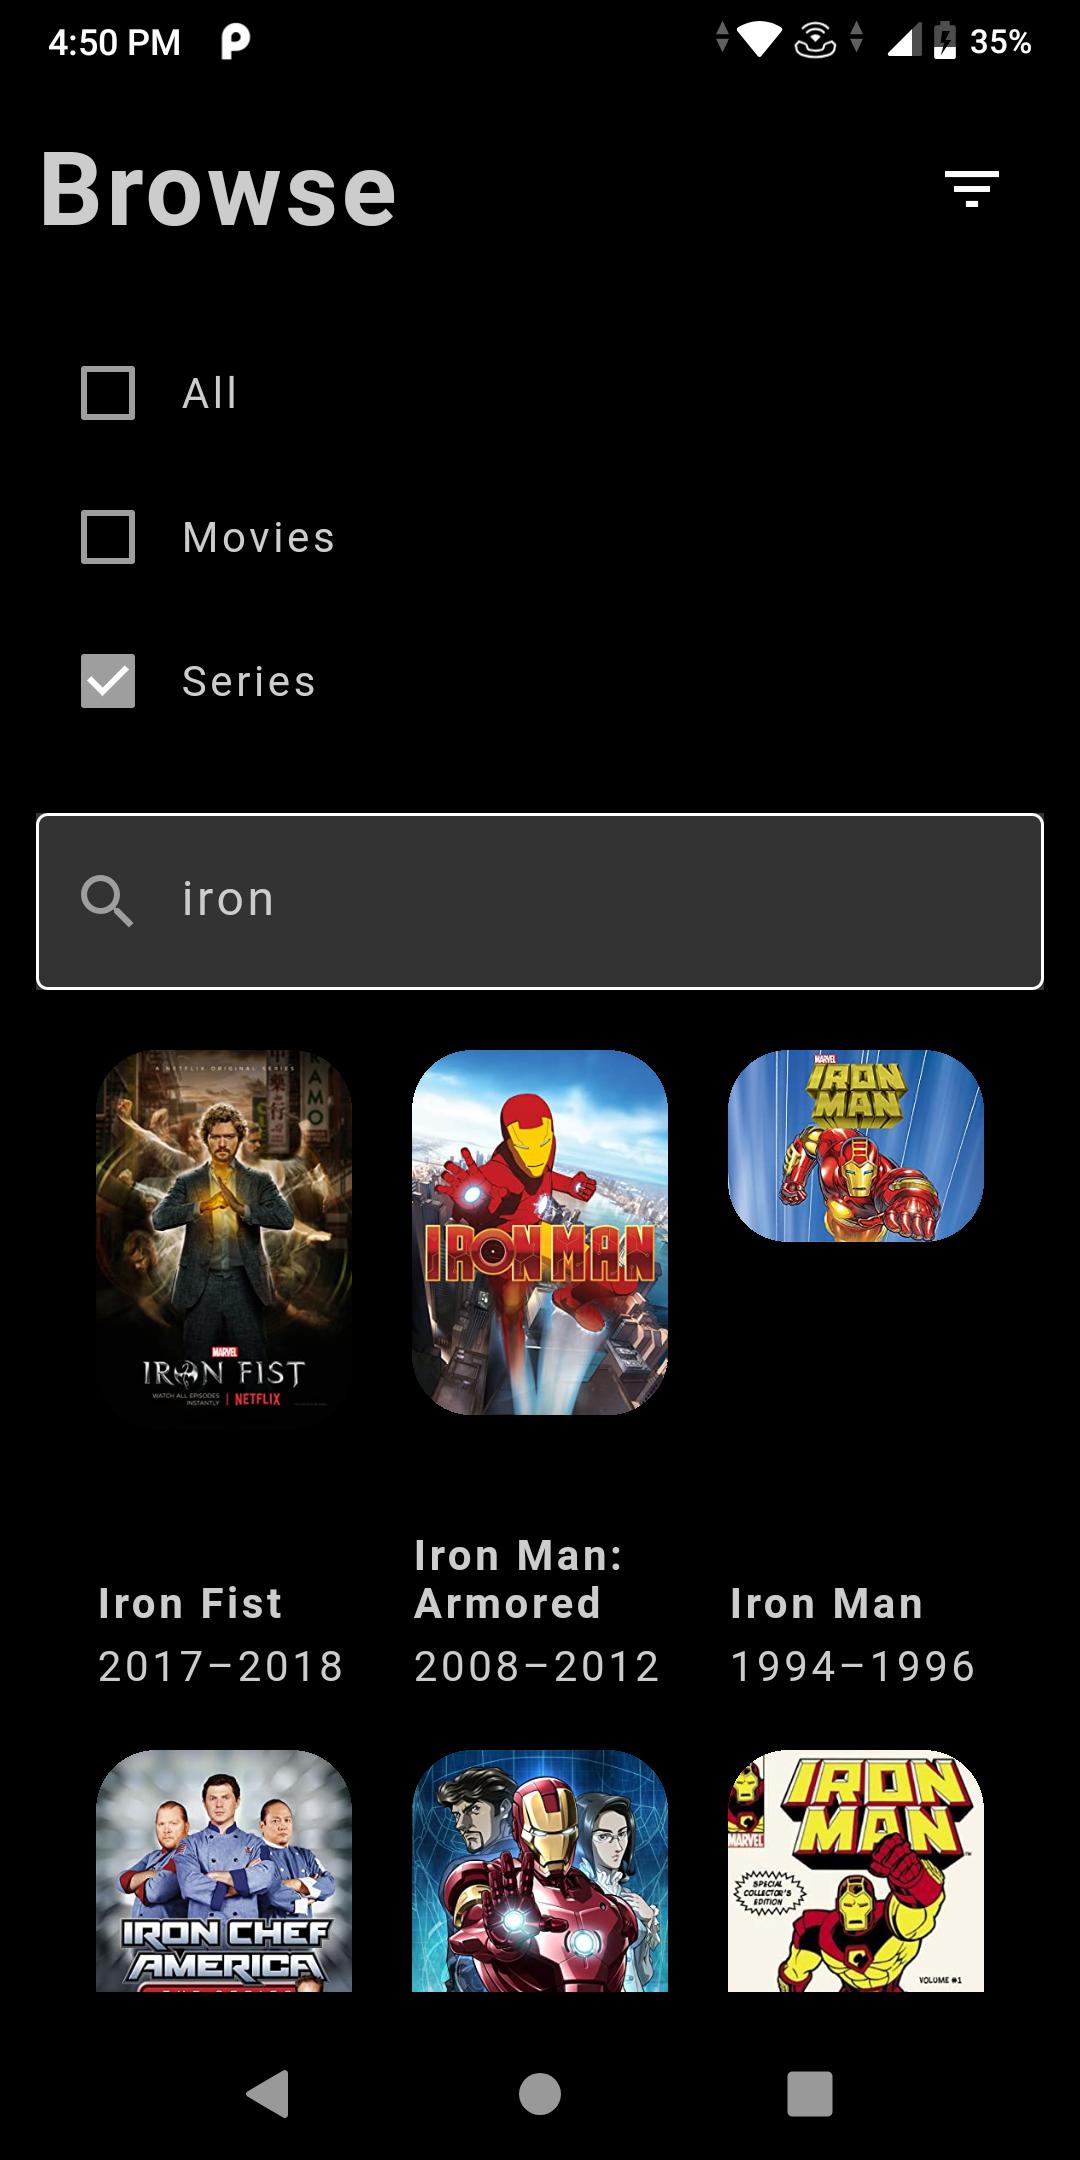 4:50 PM
35%
Browse
All
Movies
Series
iron
A NETFLIX ORIGINAL SERIES
RAMO
MARVEL
IRON FIST
WATCH ALL EPISODES INSTANTLY
NETFLIX
IRON MAN
MARVEL
IRON MAN
Iron Fist
2017–2018
Iron Man: Armored
2008–2012
Iron Man
1994–1996
IRON CHEF
AMERICA
IRON
MAN
MARVEL
SPECIAL
COLLECTOR'S
EDITION
VOLUME #1